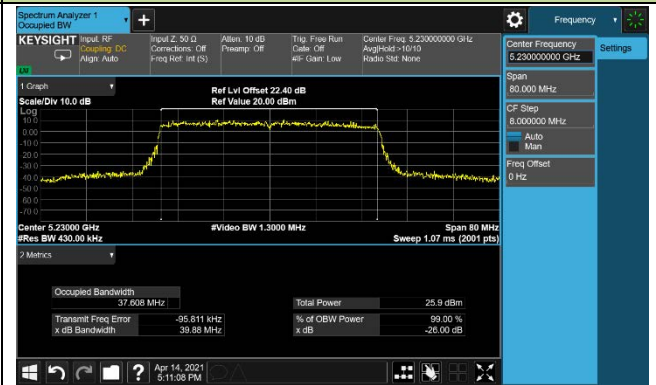 Spectrum Analyzer 1
Occupied BW
+
Frequency
KEYSIGHT
Input: RF
Coupling: DC
Align: Auto
Input Z: 50 Ω
Corrections: Off
Freq Ref: Int (S)
Atten: 10 dB
Preamp: Off
Trig: Free Run
Gate: Off
#IF Gain: Low
Center Freq: 5.230000000 GHz
Avg|Hold:>10/10
Radio Std: None
Center Frequency
5.230000000 GHz
Settings
Span
80.000 MHz
CF Step
8.000000 MHz
Auto
Man
Freq Offset
0 Hz
1 Graph
Scale/Div 10.0 dB
Ref Lvl Offset 22.40 dB
Ref Value 20.00 dBm
Log
10.0
0.00
-10.0
-20.0
-30.0
-40.0
-50.0
-60.0
-70.0
Center 5.23000 GHz
#Video BW 1.3000 MHz
Span 80 MHz
#Res BW 430.00 kHz
Sweep 1.07 ms (2001 pts)
2 Metrics
Occupied Bandwidth
37.608 MHz
Total Power 25.9 dBm
Transmit Freq Error -95.811 kHz
% of OBW Power 99.00 %
x dB Bandwidth 39.88 MHz
x dB -26.00 dB
?
Apr 14, 2021
5:11:08 PM